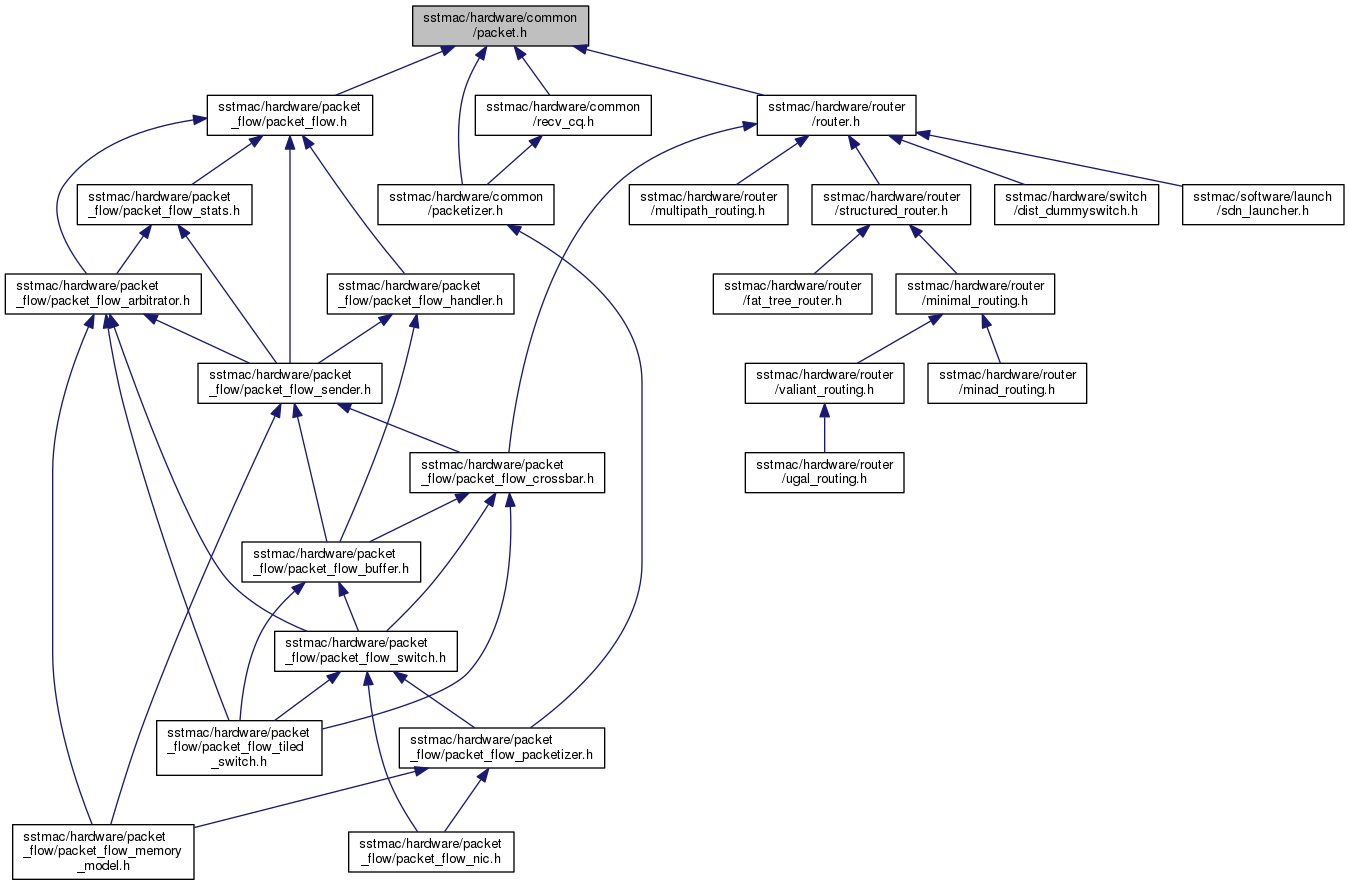 sstmac/hardware/common
/packet.h
sstmac/hardware/packet
_flow/packet_flow.h
sstmac/hardware/common
/recv_cq.h
sstmac/hardware/router
/router.h
sstmac/hardware/packet
_flow/packet_flow_stats.h
sstmac/hardware/common
/packetizer.h
sstmac/hardware/router
/multipath_routing.h
sstmac/hardware/router
/structured_router.h
sstmac/hardware/switch
/dist_dummyswitch.h
sstmac/software/launch
/sdn_launcher.h
sstmac/hardware/packet
_flow/packet_flow_arbitrator.h
sstmac/hardware/packet
_flow/packet_flow_handler.h
sstmac/hardware/router
/fat_tree_router.h
sstmac/hardware/router
/minimal_routing.h
sstmac/hardware/packet
_flow/packet_flow_sender.h
sstmac/hardware/router
/valiant_routing.h
sstmac/hardware/router
/minad_routing.h
sstmac/hardware/packet
_flow/packet_flow_crossbar.h
sstmac/hardware/router
/ugal_routing.h
sstmac/hardware/packet
_flow/packet_flow_buffer.h
sstmac/hardware/packet
_flow/packet_flow_switch.h
sstmac/hardware/packet
_flow/packet_flow_tiled
_switch.h
sstmac/hardware/packet
_flow/packet_flow_packetizer.h
sstmac/hardware/packet
_flow/packet_flow_memory
_model.h
sstmac/hardware/packet
_flow/packet_flow_nic.h